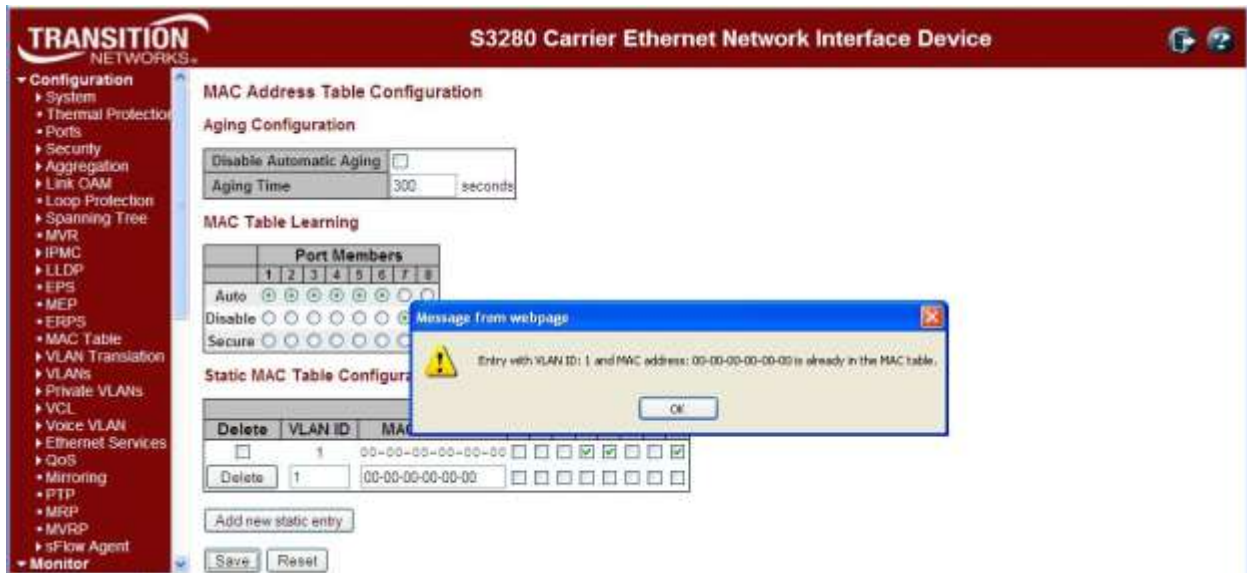 TRANSITION
NETWORKS
S3280 Carrier Ethernet Network Interface Device
Configuration
System
Thermal Protection
Ports
Security
Aggregation
Link OAM
Loop Protection
Spanning Tree
MVR
IPMC
LLDP
EPS
MEP
ERPS
MAC Table
VLAN Translation
VLANs
Private VLANs
VCL
Voice VLAN
Ethernet Services
QoS
Mirroring
PTP
MRP
MVRP
sFlow Agent
Monitor
MAC Address Table Configuration
Aging Configuration
Disable Automatic Aging
Aging Time 300 seconds
MAC Table Learning
Port Members
1 2 3 4 5 6 7 8
Auto
Disable
Secure
Static MAC Table Configura
Delete VLAN ID MAC
1 00-00-00-00-00-00
Delete 1 00-00-00-00-00-00
Add new static entry
Save Reset
Message from webpage
Entry with VLAN ID: 1 and MAC address: 00-00-00-00-00-00 is already in the MAC table.
OK